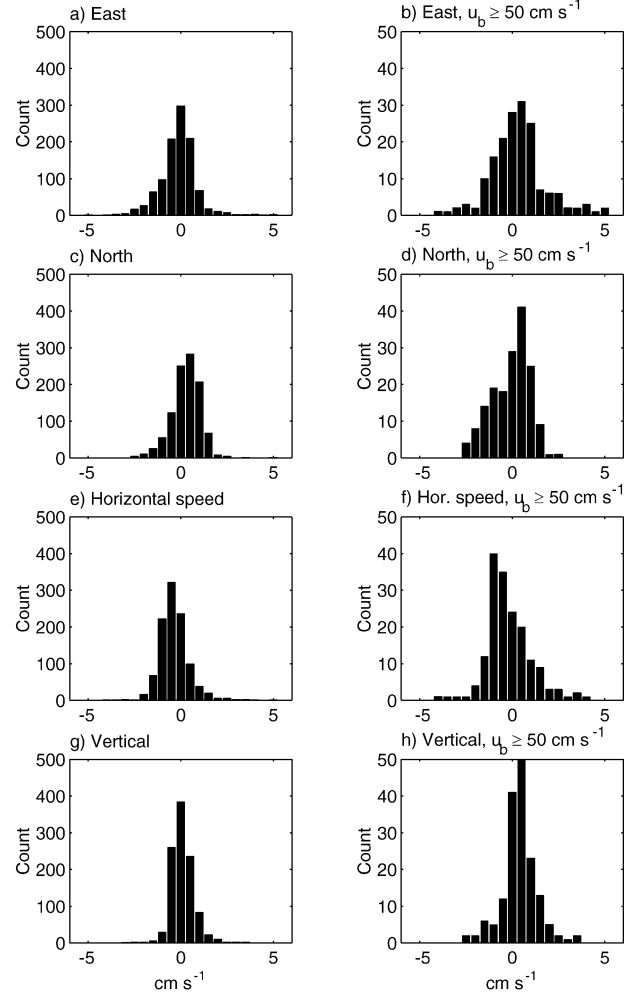 a) East
b) East, u_b ≥ 50 cm s^-1
500
400
300
200
100
0
Count
-5 0 5
50
40
30
20
10
0
Count
-5 0 5
c) North
d) North, u_b ≥ 50 cm s^-1
500
400
300
200
100
0
Count
-5 0 5
50
40
30
20
10
0
Count
-5 0 5
e) Horizontal speed
f) Hor. speed, u_b ≥ 50 cm s^-1
500
400
300
200
100
0
Count
-5 0 5
50
40
30
20
10
0
Count
-5 0 5
g) Vertical
h) Vertical, u_b ≥ 50 cm s^-1
500
400
300
200
100
0
Count
-5 0 5
cm s^-1
50
40
30
20
10
0
Count
-5 0 5
cm s^-1